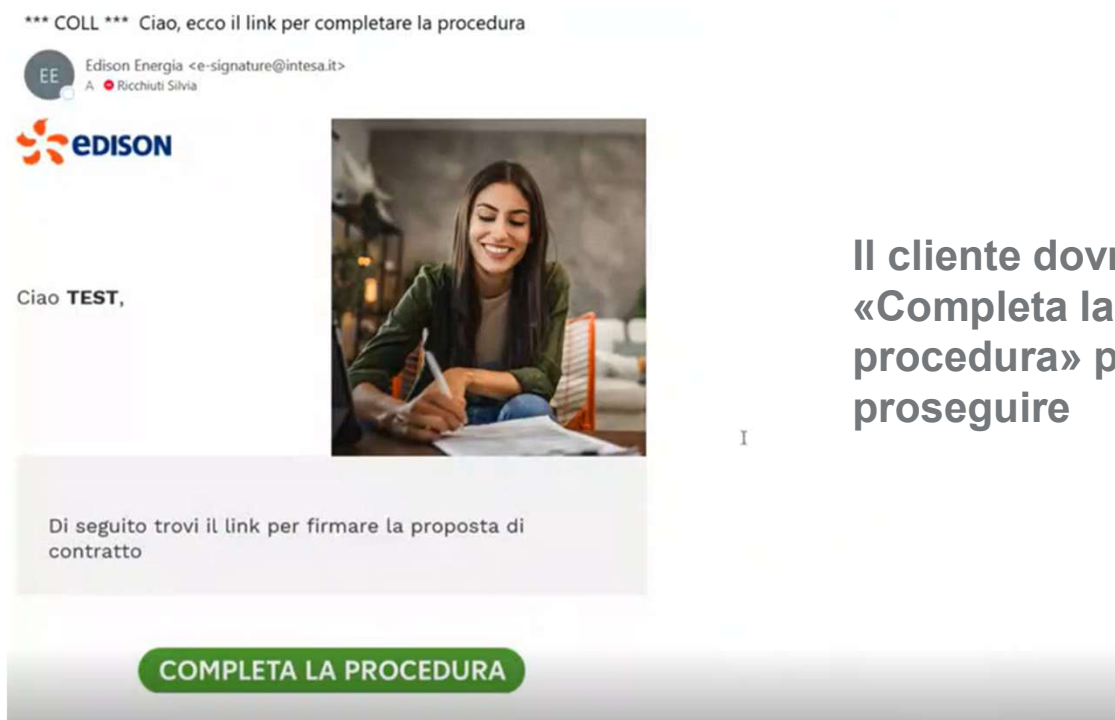 *** COLL *** Ciao, ecco il link per completare la procedura
EE
Edison Energia <e-signature@intesa.it>
A Ricchiuti Silvia
eDISON
Ciao TEST,
Il cliente dov
«Completa la
procedura» p
proseguire
Di seguito trovi il link per firmare la proposta di
contratto
COMPLETA LA PROCEDURA